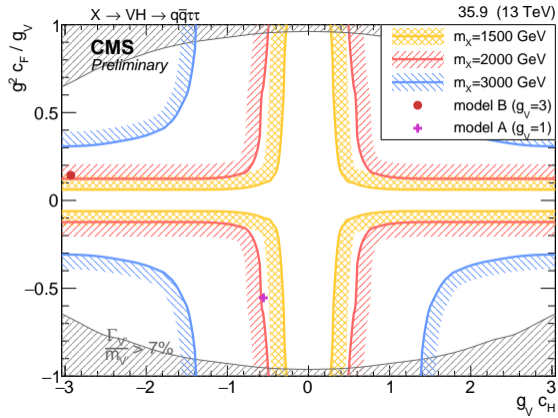 X → VH → qq̅ττ
35.9 (13 TeV)
CMS
Preliminary
m_X=1500 GeV
m_X=2000 GeV
m_X=3000 GeV
model B (g_V=3)
model A (g_V=1)
g² c_F / g_V
1
0.5
0
−0.5
−1
Γ_V'/m_V' > 7%
−3 −2 −1 0 1 2 3
g_V c_H